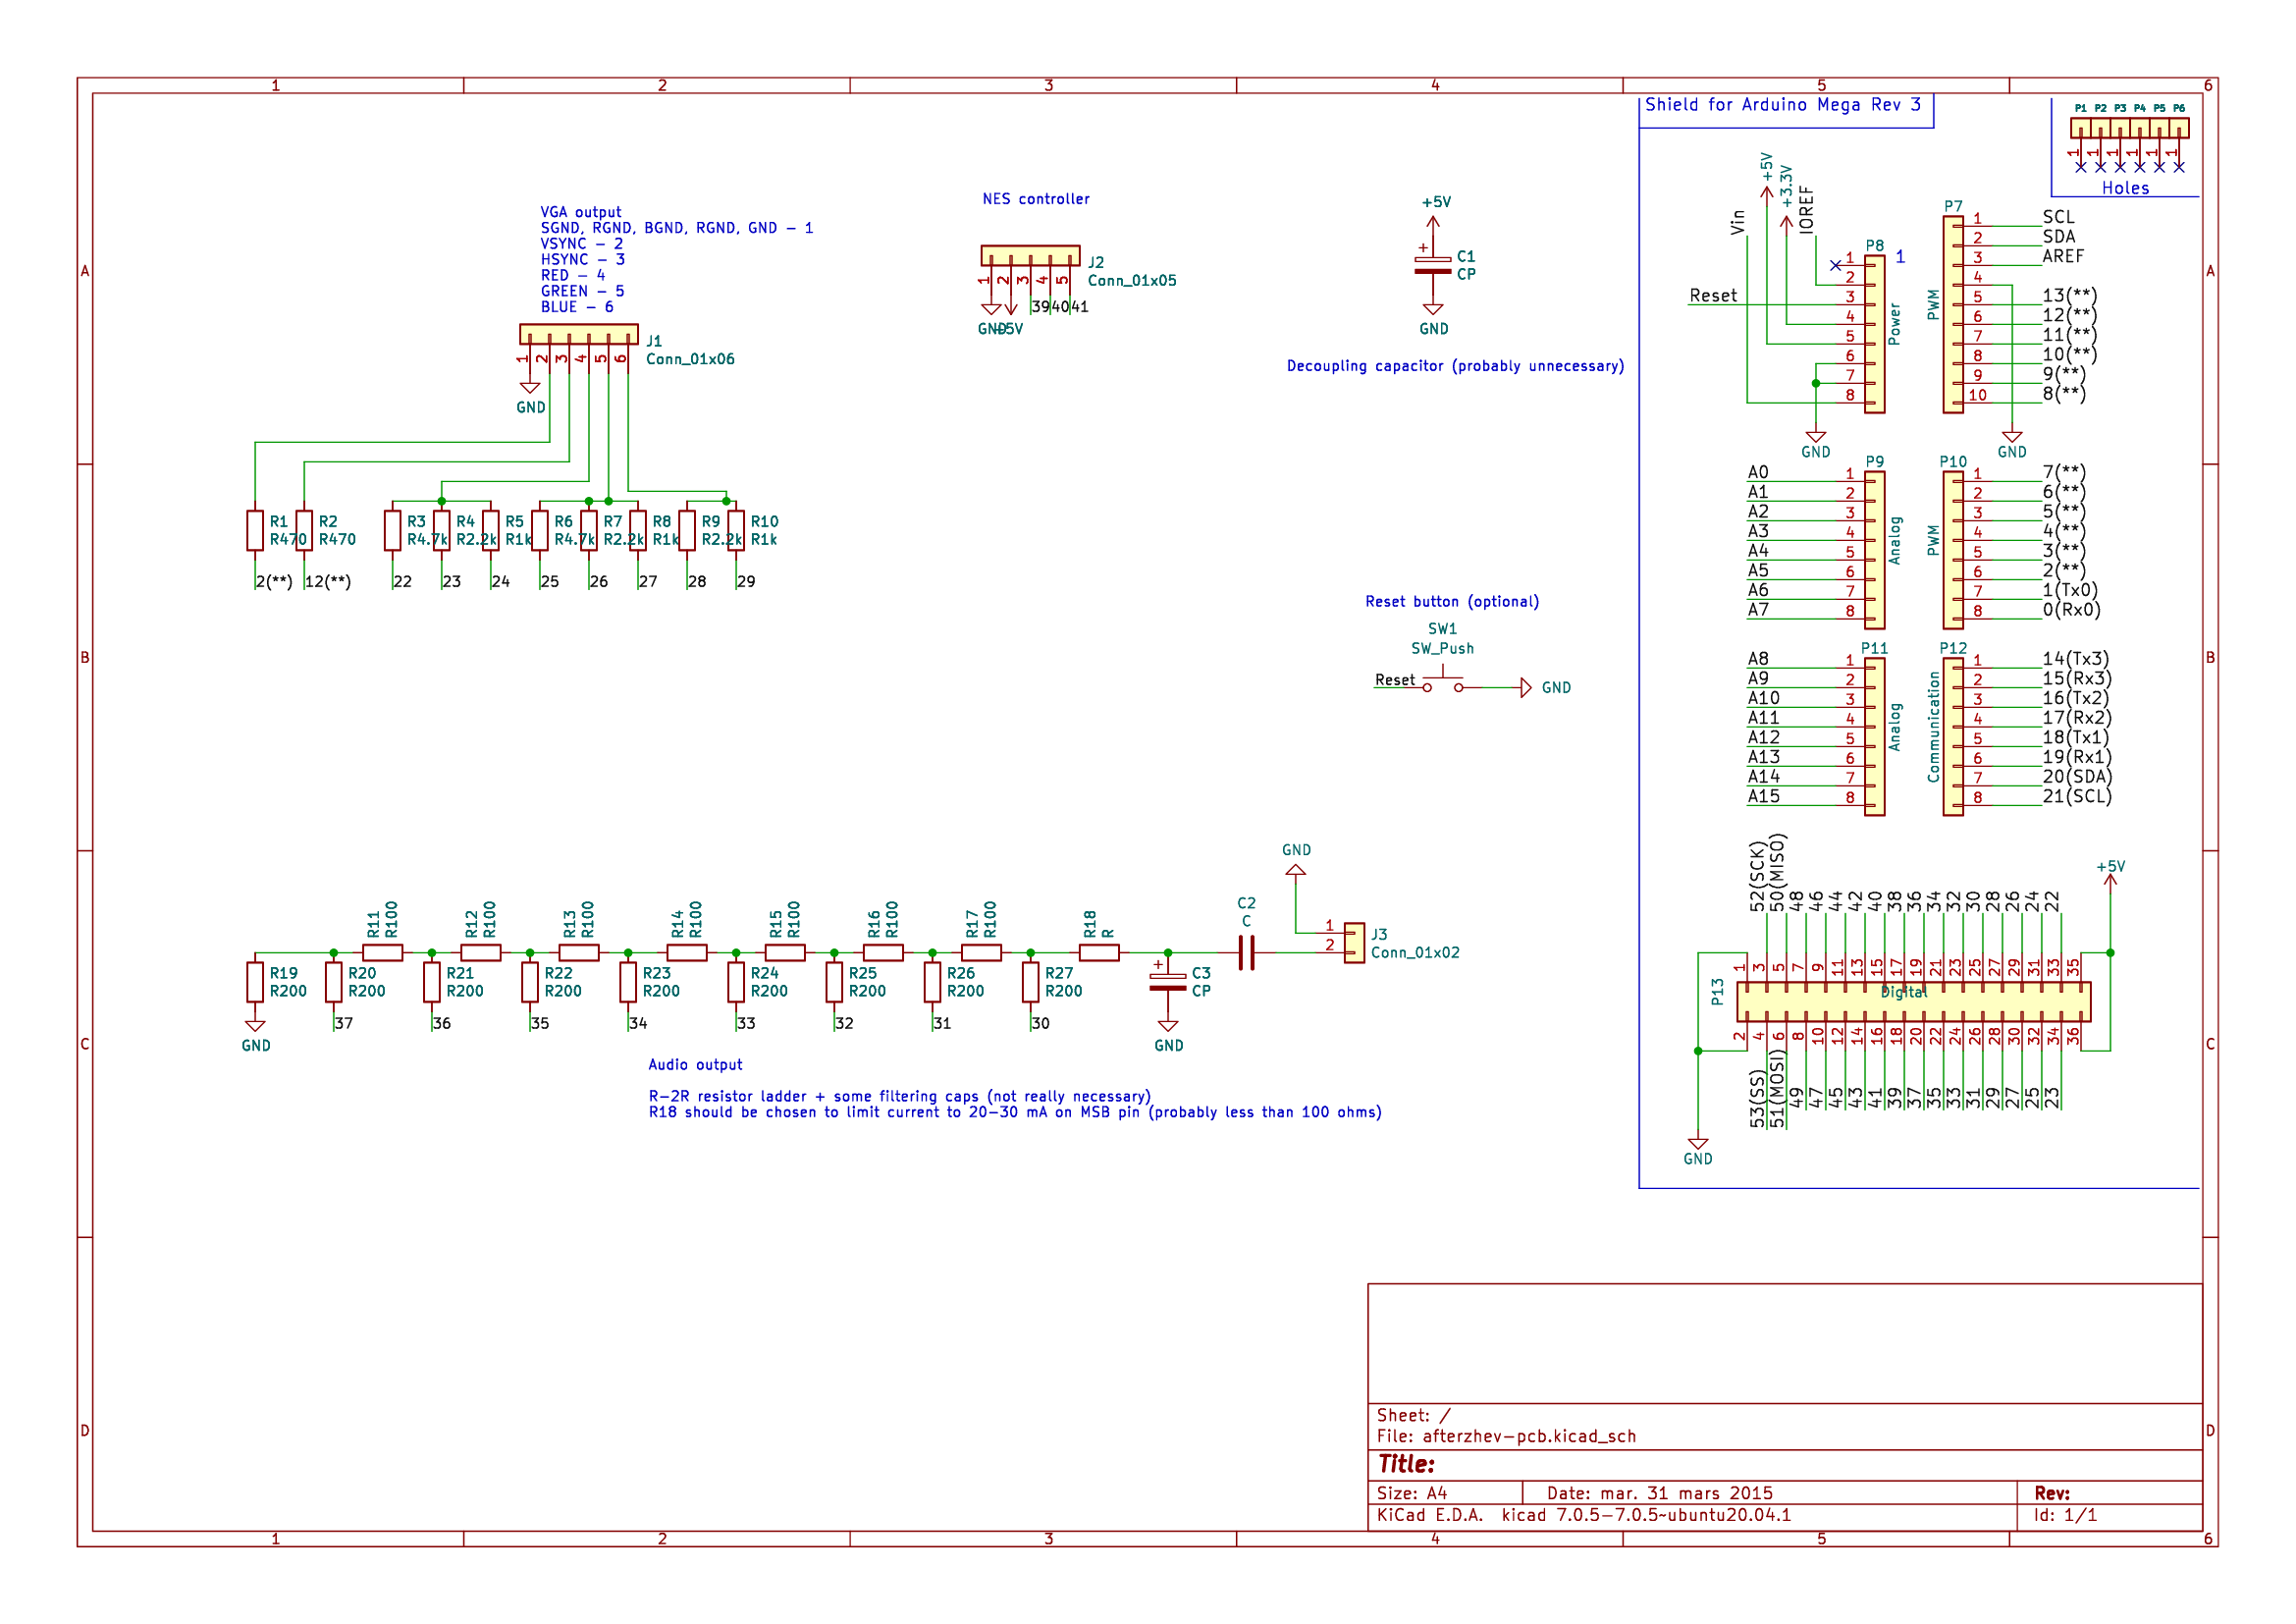 1 2 3 4 5 6
Shield for Arduino Mega Rev 3
P1 P2 P3 P4 P5 P6
1 1 1 1 1 1
Holes
VGA output
SGND, RGND, BGND, RGND, GND - 1
VSYNC - 2
HSYNC - 3
RED - 4
GREEN - 5
BLUE - 6
J1
Conn_01x06
1 2 3 4 5 6
GND
NES controller
J2
Conn_01x05
1 2 3 4 5
GND
+5V
39 40 41
+5V
+
C1
CP
GND
Decoupling capacitor (probably unnecessary)
R1
R470
R2
R470
R3
R4.7k
R4
R2.2k
R5
R1k
R6
R4.7k
R7
R2.2k
R8
R1k
R9
R2.2k
R10
R1k
2(**) 12(**) 22 23 24 25 26 27 28 29
Reset button (optional)
SW1
SW_Push
Reset
GND
Vin
+5V
+3.3V
IOREF
Reset
P8
1
Power
1 2 3 4 5 6 7 8
GND
P7
PWM
1 SCL
2 SDA
3 AREF
4
5 13(**)
6 12(**)
7 11(**)
8 10(**)
9 9(**)
10 8(**)
GND
P9
Analog
A0 1
A1 2
A2 3
A3 4
A4 5
A5 6
A6 7
A7 8
P10
PWM
1 7(**)
2 6(**)
3 5(**)
4 4(**)
5 3(**)
6 2(**)
7 1(Tx0)
8 0(Rx0)
P11
Analog
A8 1
A9 2
A10 3
A11 4
A12 5
A13 6
A14 7
A15 8
P12
Communication
1 14(Tx3)
2 15(Rx3)
3 16(Tx2)
4 17(Rx2)
5 18(Tx1)
6 19(Rx1)
7 20(SDA)
8 21(SCL)
52(SCK) 50(MISO) 48 46 44 42 40 38 36 34 32 30 28 26 24 22
+5V
1 3 5 7 9 11 13 15 17 19 21 23 25 27 29 31 33 35
P13
Digital
2 4 6 8 10 12 14 16 18 20 22 24 26 28 30 32 34 36
53(SS) 51(MOSI) 49 47 45 43 41 39 37 35 33 31 29 27 25 23
GND
R11
R100
R12
R100
R13
R100
R14
R100
R15
R100
R16
R100
R17
R100
R18
R
C2
C
GND
1
2
J3
Conn_01x02
R19
R200
R20
R200
R21
R200
R22
R200
R23
R200
R24
R200
R25
R200
R26
R200
R27
R200
+
C3
CP
GND
37 36 35 34 33 32 31 30
GND
Audio output
R-2R resistor ladder + some filtering caps (not really necessary)
R18 should be chosen to limit current to 20-30 mA on MSB pin (probably less than 100 ohms)
A A
B B
C C
D D
Sheet: /
File: afterzhev-pcb.kicad_sch
Title:
Size: A4 Date: mar. 31 mars 2015 Rev:
KiCad E.D.A. kicad 7.0.5-7.0.5~ubuntu20.04.1 Id: 1/1
1 2 3 4 5 6